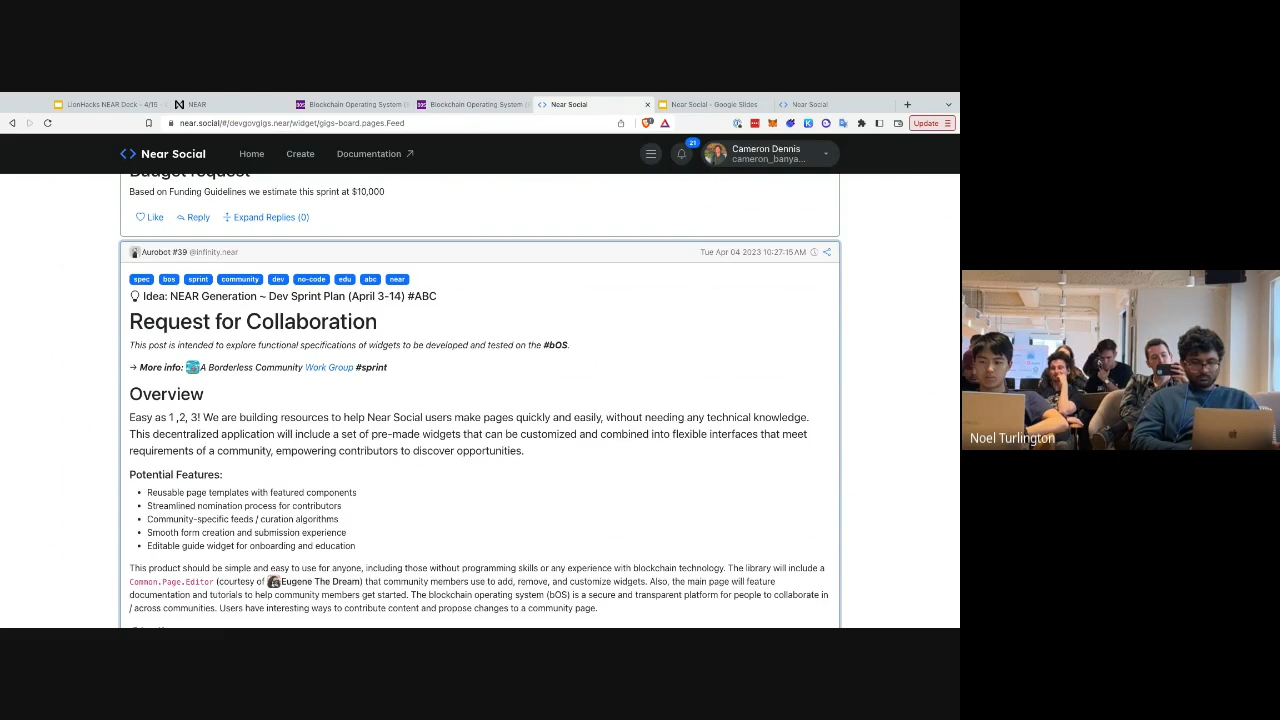 LionHacks NEAR Deck - 4/15 -
NEAR
Blockchain Operating System (
Blockchain Operating System (
Near Social
Near Social - Google Slides
Near Social
near.social/#/devgovgigs.near/widget/gigs-board.pages.Feed
Update
Near Social
Home
Create
Documentation
21
Cameron Dennis
cameron_banya...
Budget request
Based on Funding Guidelines we estimate this sprint at $10,000
Like
Reply
Expand Replies (0)
Aurobot #39 @infinity.near
Tue Apr 04 2023 10:27:15 AM
spec bos sprint community dev no-code edu abc near
Idea: NEAR Generation ~ Dev Sprint Plan (April 3-14) #ABC
Request for Collaboration
This post is intended to explore functional specifications of widgets to be developed and tested on the #bOS.
→ More info: A Borderless Community Work Group #sprint
Overview
Easy as 1 ,2, 3! We are building resources to help Near Social users make pages quickly and easily, without needing any technical knowledge.
This decentralized application will include a set of pre-made widgets that can be customized and combined into flexible interfaces that meet
requirements of a community, empowering contributors to discover opportunities.
Potential Features:
• Reusable page templates with featured components
• Streamlined nomination process for contributors
• Community-specific feeds / curation algorithms
• Smooth form creation and submission experience
• Editable guide widget for onboarding and education
This product should be simple and easy to use for anyone, including those without programming skills or any experience with blockchain technology. The library will include a
Common.Page.Editor (courtesy of Eugene The Dream) that community members use to add, remove, and customize widgets. Also, the main page will feature
documentation and tutorials to help community members get started. The blockchain operating system (bOS) is a secure and transparent platform for people to collaborate in
/ across communities. Users have interesting ways to contribute content and propose changes to a community page.
Noel Turlington